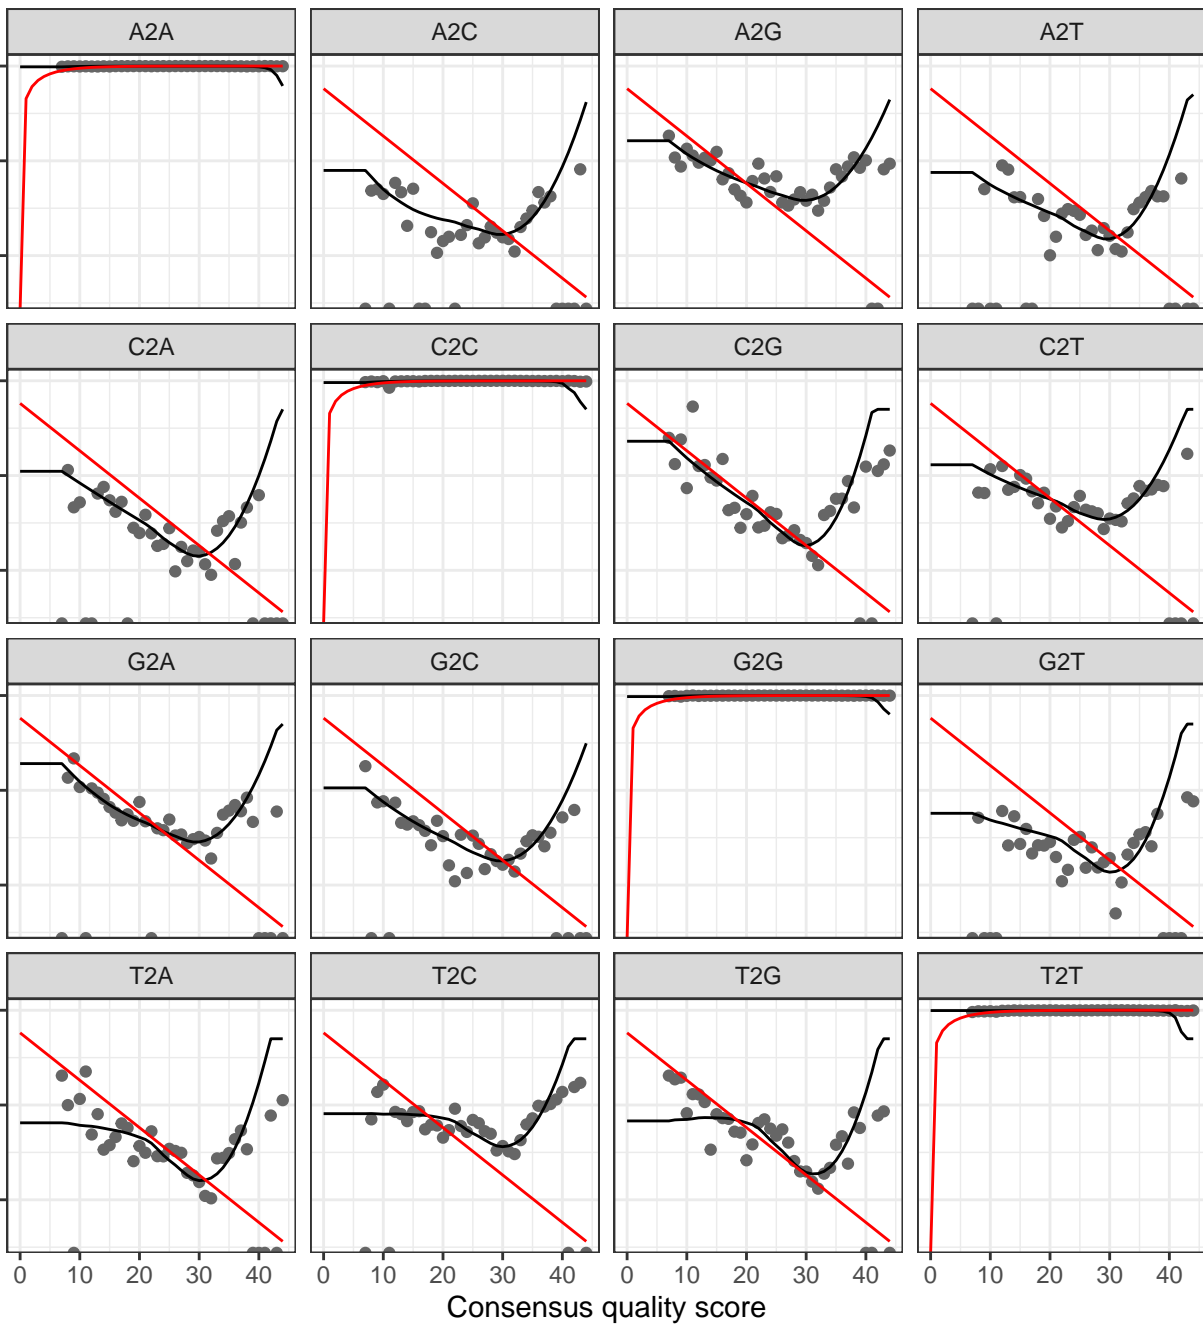 A2A A2C A2G A2T
C2A C2C C2G C2T
G2A G2C G2G G2T
T2A T2C T2G T2T
0 10 20 30 40 0 10 20 30 40 0 10 20 30 40 0 10 20 30 40
Consensus quality score